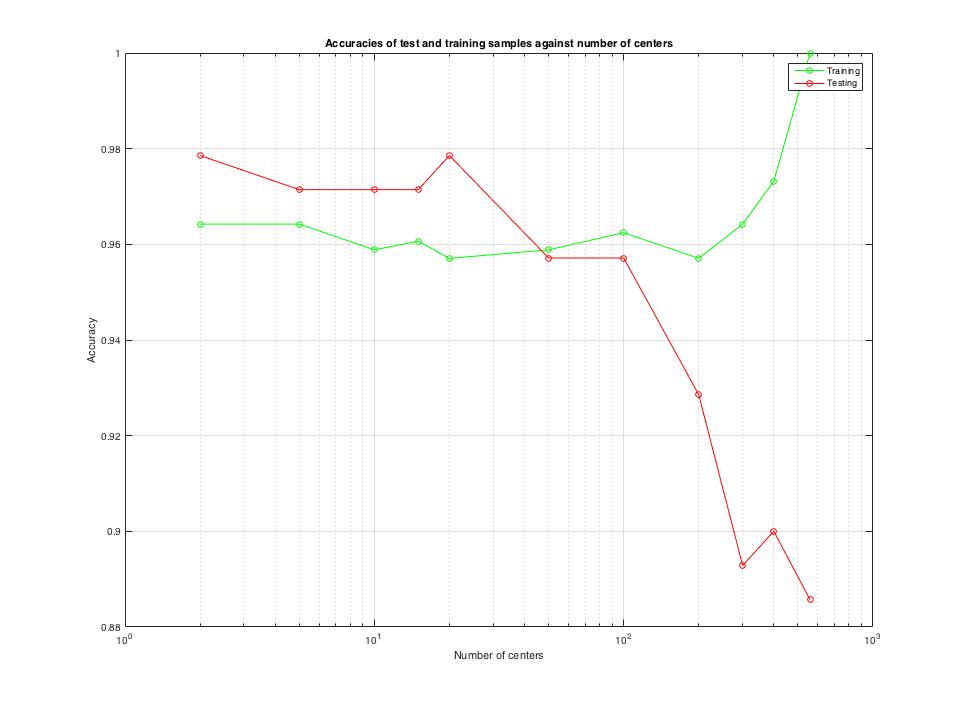 Accuracies of test and training samples against number of centers
Training
Testing
1
0.98
0.96
0.94
0.92
0.9
0.88
Accuracy
10^0
10^1
10^2
10^3
Number of centers